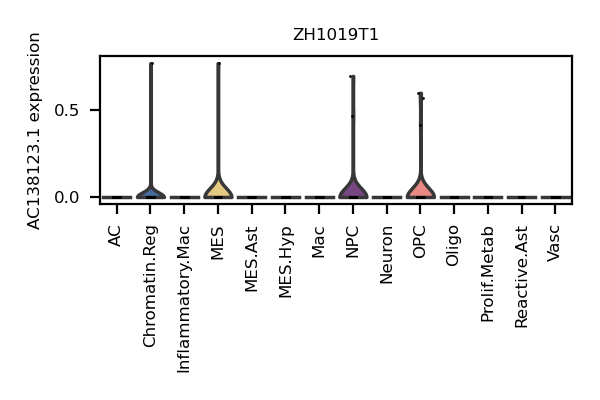 ZH1019T1
AC138123.1 expression
0.5
0.0
AC
Chromatin.Reg
Inflammatory.Mac
MES
MES.Ast
MES.Hyp
Mac
NPC
Neuron
OPC
Oligo
Prolif.Metab
Reactive.Ast
Vasc